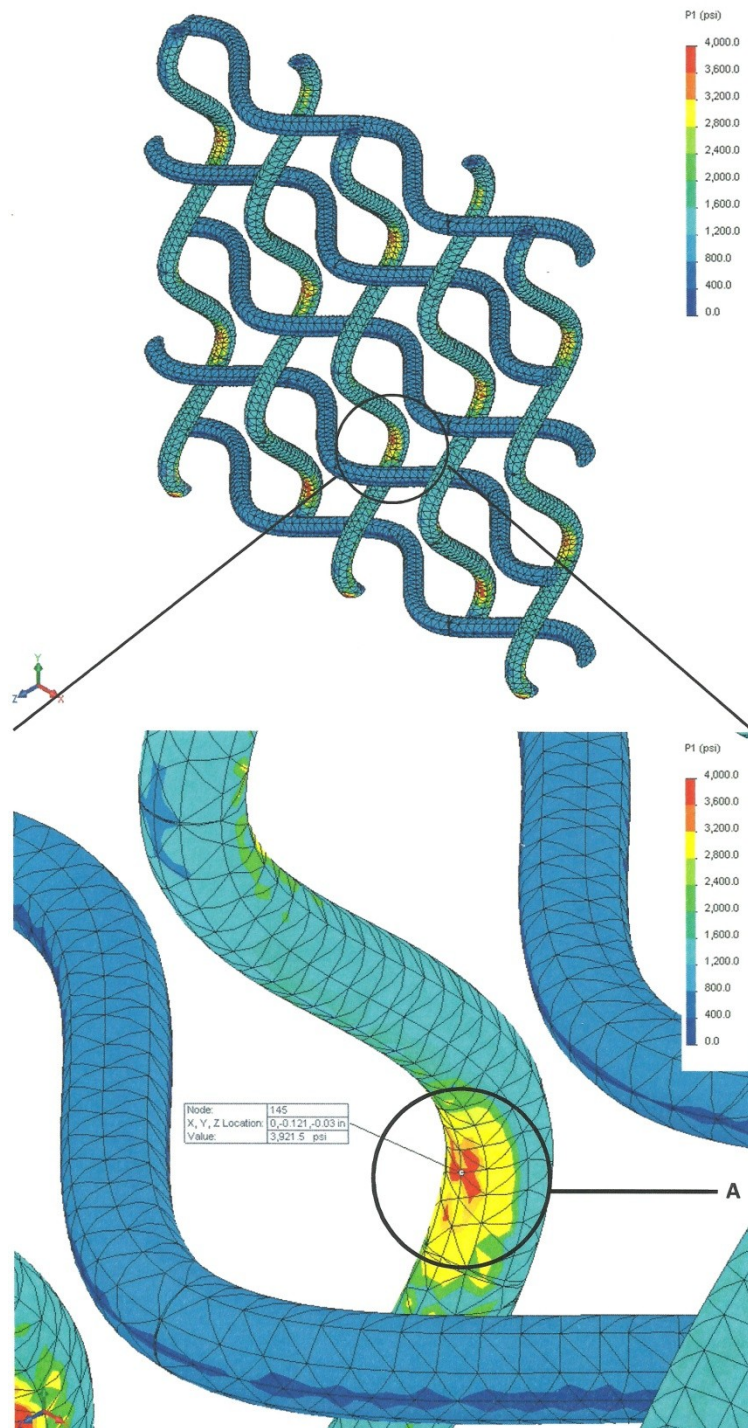 P1 (psi)
4,000.0
3,600.0
3,200.0
2,800.0
2,400.0
2,000.0
1,600.0
1,200.0
800.0
400.0
0.0
Y
Z
X
P1 (psi)
4,000.0
3,600.0
3,200.0
2,800.0
2,400.0
2,000.0
1,600.0
1,200.0
800.0
400.0
0.0
Node: 145
X, Y, Z Location: 0,-0.121,-0.03 in
Value: 3,921.5 psi
A